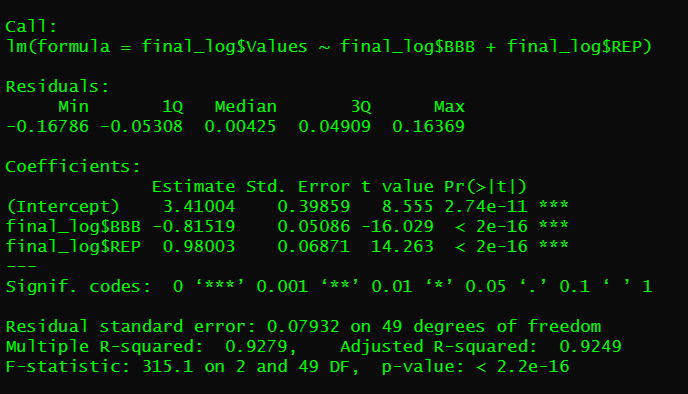 Call:
lm(formula = final_log$Values ~ final_log$BBB + final_log$REP)
Residuals:
     Min       1Q   Median       3Q      Max
-0.16786 -0.05308  0.00425  0.04909  0.16369
Coefficients:
              Estimate Std. Error t value Pr(>|t|)
(Intercept)    3.41004    0.39859   8.555 2.74e-11 ***
final_log$BBB -0.81519    0.05086 -16.029  < 2e-16 ***
final_log$REP  0.98003    0.06871  14.263  < 2e-16 ***
---
Signif. codes:  0 ‘***’ 0.001 ‘**’ 0.01 ‘*’ 0.05 ‘.’ 0.1 ‘ ’ 1
Residual standard error: 0.07932 on 49 degrees of freedom
Multiple R-squared:  0.9279,    Adjusted R-squared:  0.9249
F-statistic: 315.1 on 2 and 49 DF,  p-value: < 2.2e-16